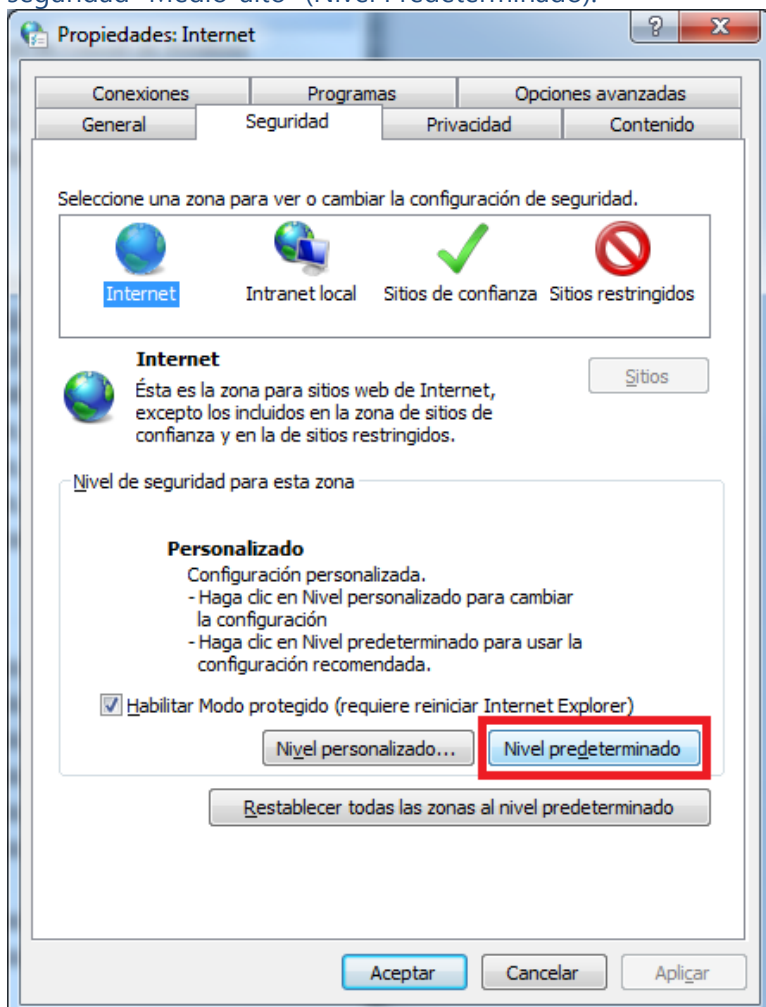 seguridad "Medio-alto" (Nivel Predeterminado).
Propiedades: Internet
Conexiones Programas Opciones avanzadas
General Seguridad Privacidad Contenido
Seleccione una zona para ver o cambiar la configuración de seguridad.
Internet Intranet local Sitios de confianza Sitios restringidos
Internet
Sitios
Ésta es la zona para sitios web de Internet,
excepto los incluidos en la zona de sitios de
confianza y en la de sitios restringidos.
Nivel de seguridad para esta zona
Personalizado
Configuración personalizada.
- Haga clic en Nivel personalizado para cambiar
la configuración
- Haga clic en Nivel predeterminado para usar la
configuración recomendada.
Habilitar Modo protegido (requiere reiniciar Internet Explorer)
Nivel personalizado... Nivel predeterminado
Restablecer todas las zonas al nivel predeterminado
Aceptar Cancelar Aplicar